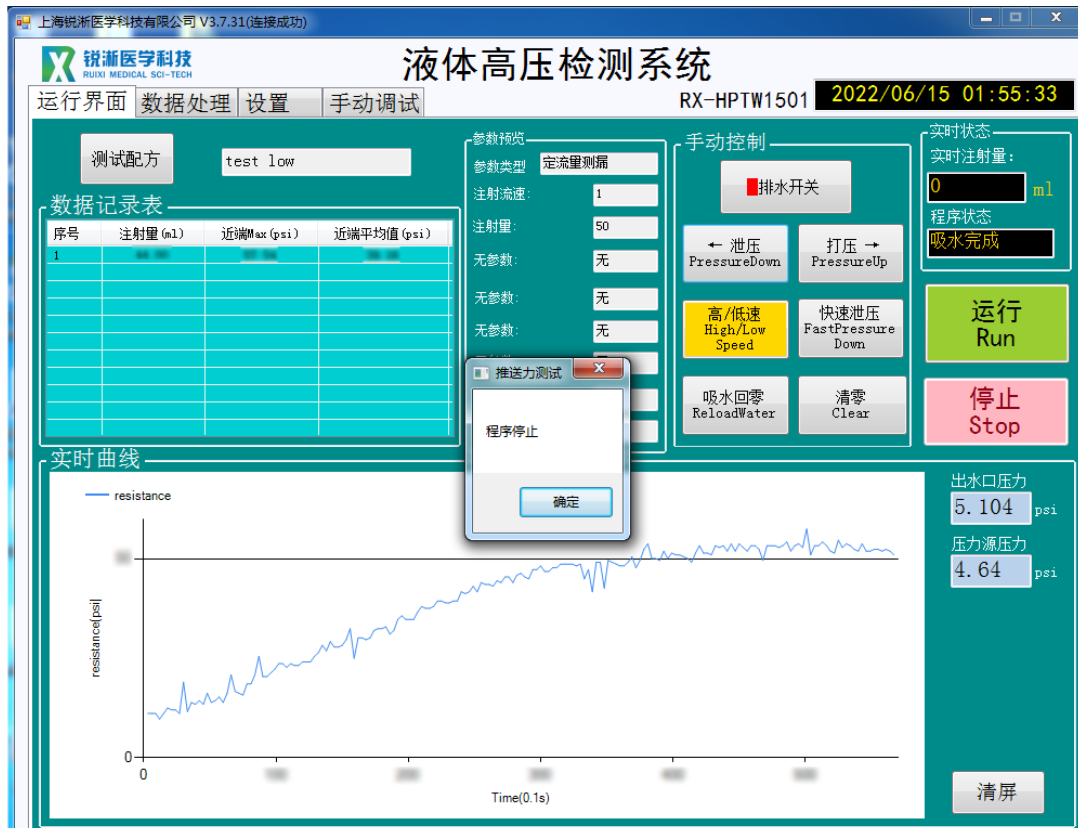 上海锐淅医学科技有限公司 V3.7.31(连接成功)
锐淅医学科技
RUIXI MEDICAL SCI-TECH
液体高压检测系统
RX-HPTW1501
2022/06/15 01:55:33
运行界面 数据处理 设置 手动调试
测试配方
test low
数据记录表
序号 注射量(ml) 近端Max(psi) 近端平均值(psi)
1
参数预览
参数类型 定流量测漏
注射流速: 1
注射量: 50
无参数: 无
无参数: 无
无参数: 无
手动控制
排水开关
← 泄压
PressureDown
打压 →
PressureUp
高/低速
High/Low
Speed
快速泄压
FastPressure
Down
吸水回零
ReloadWater
清零
Clear
实时状态
实时注射量:
0 ml
程序状态
吸水完成
运行
Run
停止
Stop
推送力测试
程序停止
确定
实时曲线
resistance
resistance[psi]
0
0
Time(0.1s)
出水口压力
5.104 psi
压力源压力
4.64 psi
清屏